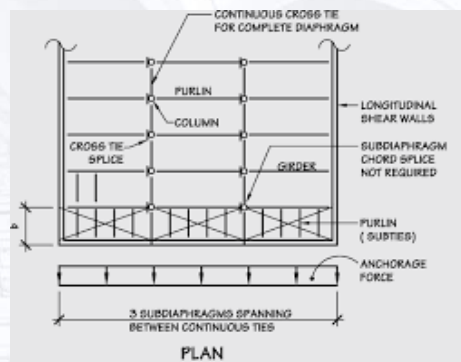 CONTINUOUS CROSS TIE
FOR COMPLETE DIAPHRAGM
PURLIN
COLUMN
LONGITUDINAL
SHEAR WALLS
CROSS TIE
SPLICE
SUBDIAPHRAGM
CHORD SPLICE
NOT REQUIRED
GIRDER
PURLIN
( SUBTIES)
ANCHORAGE
FORCE
3 SUBDIAPHRAGMS SPANNING
BETWEEN CONTINUOUS TIES
PLAN